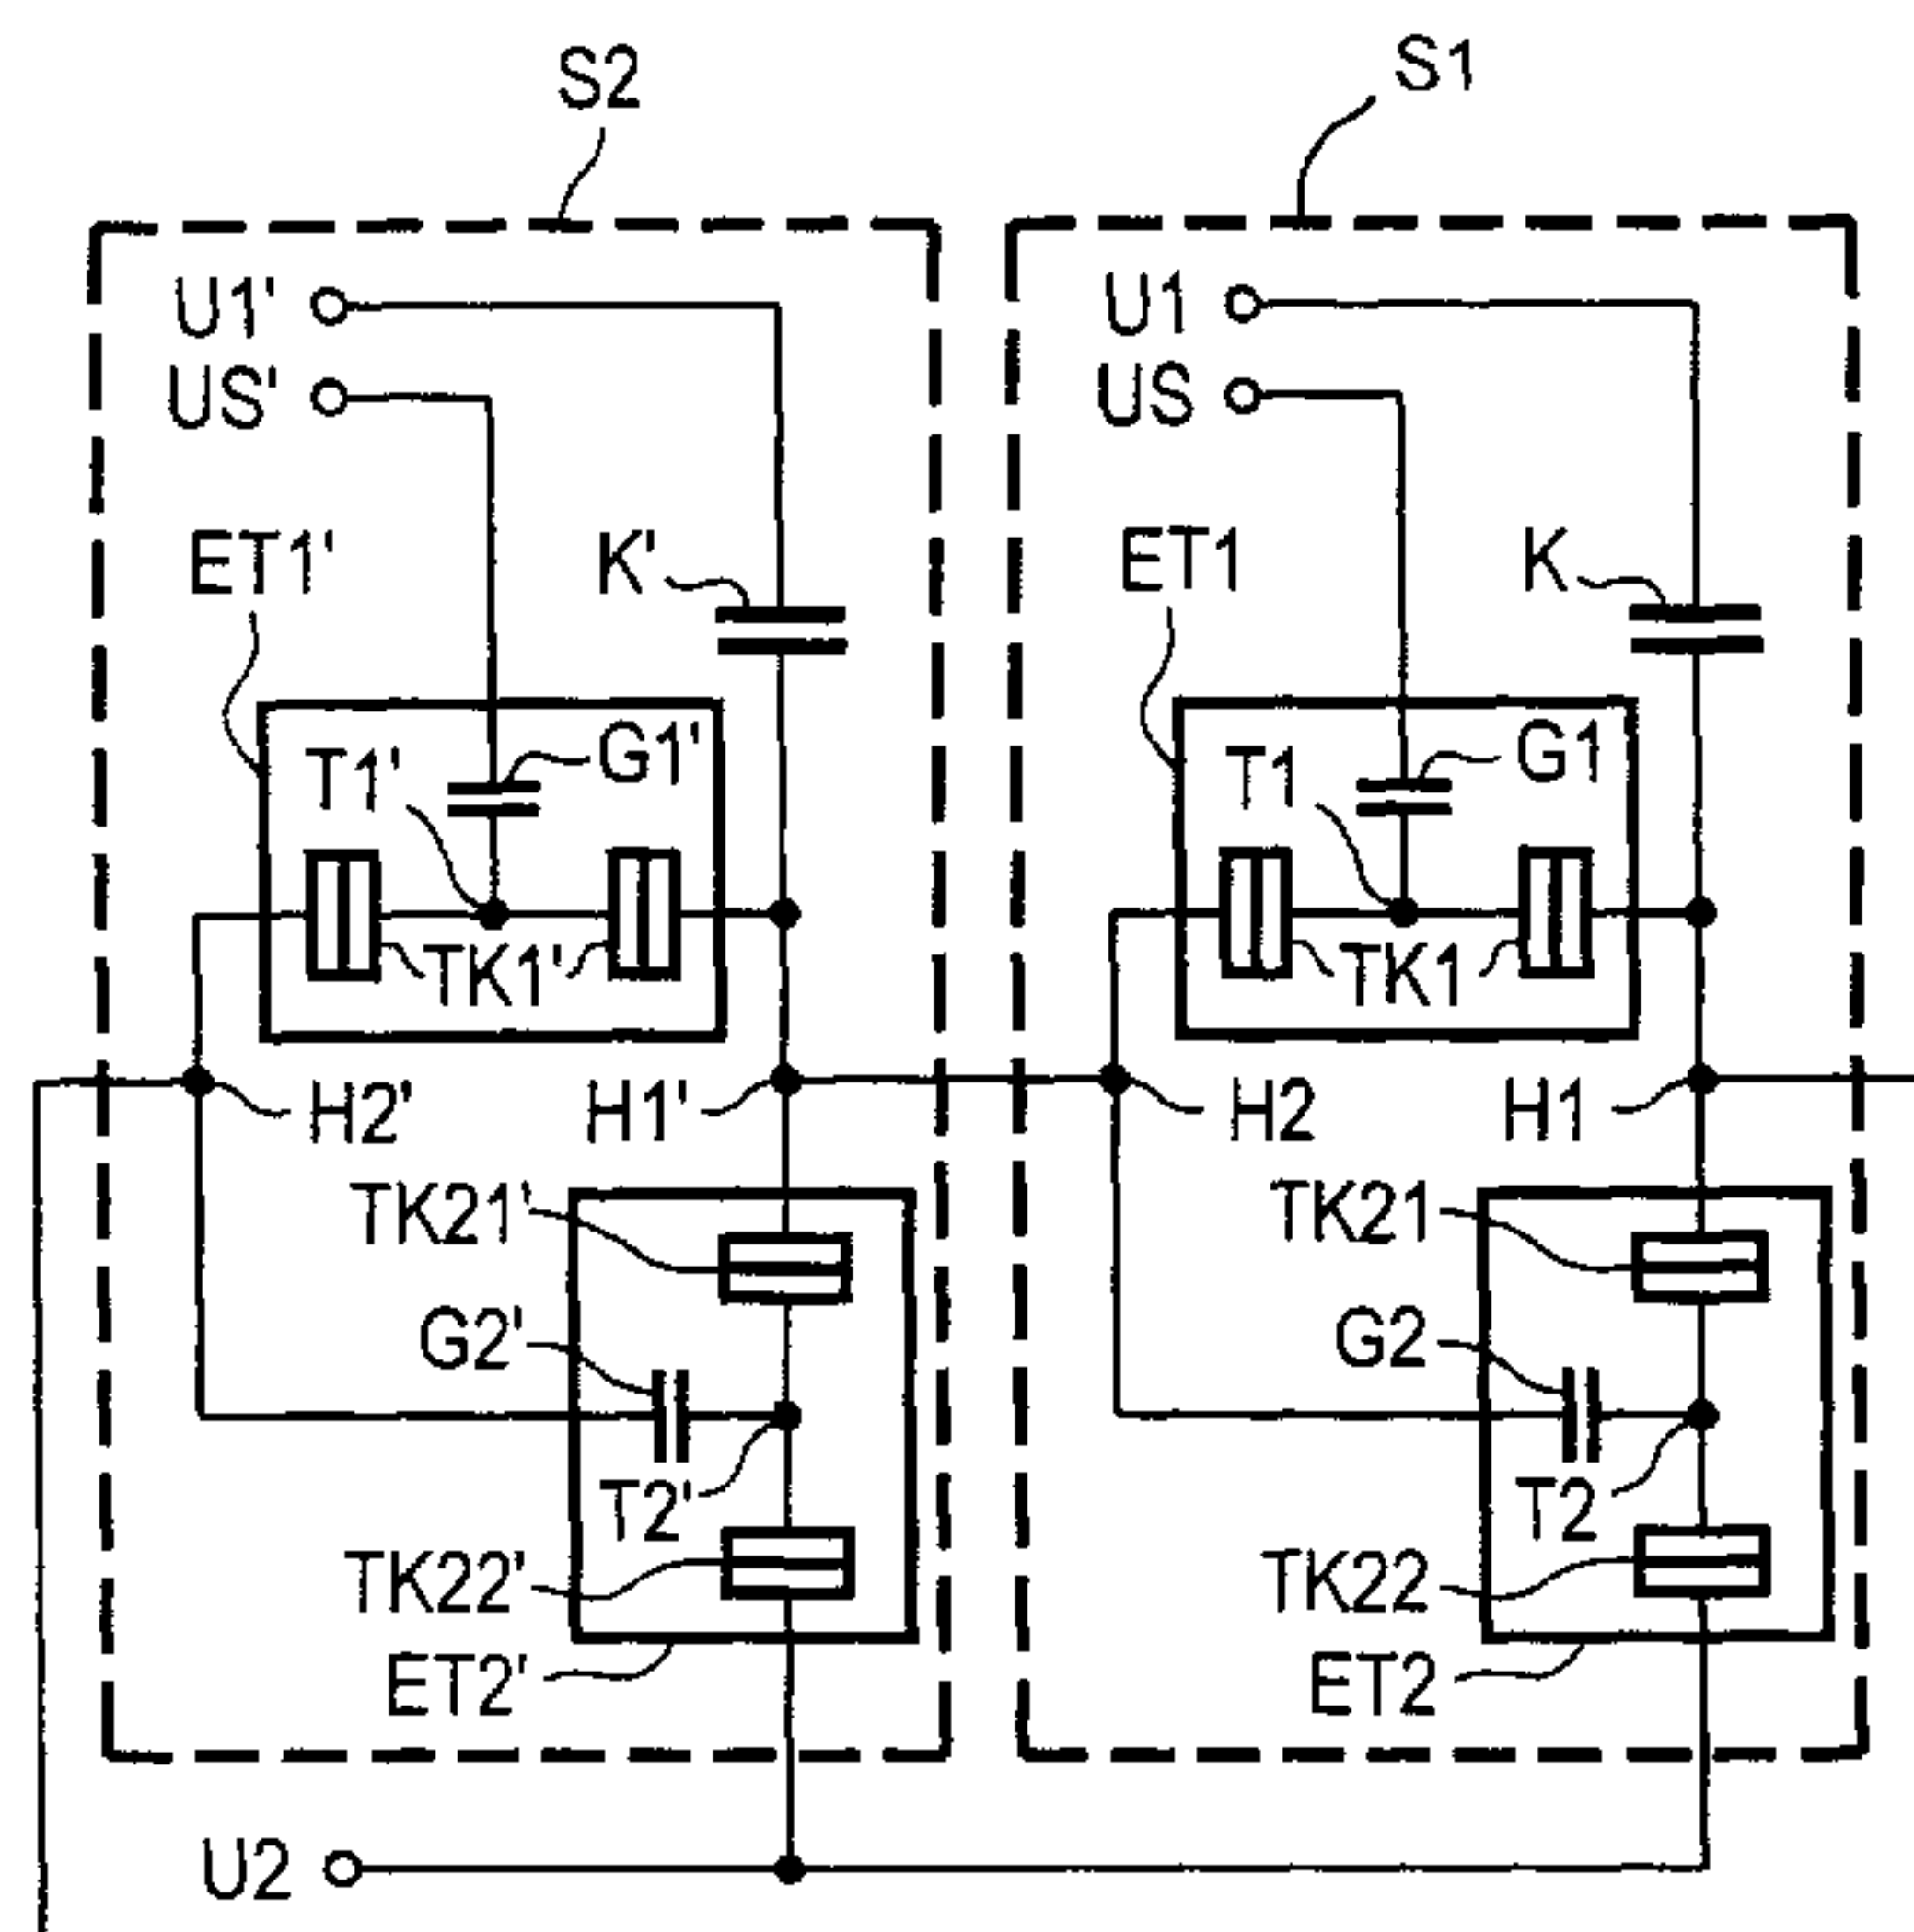 S2
S1
U1'
U1
US'
US
ET1'
K'
ET1
K
G1'
G1
T1'
T1
TK1'
TK1
H2'
H1'
H2
H1
TK21'
TK21
G2'
G2
T2'
T2
TK22'
TK22
ET2'
ET2
U2